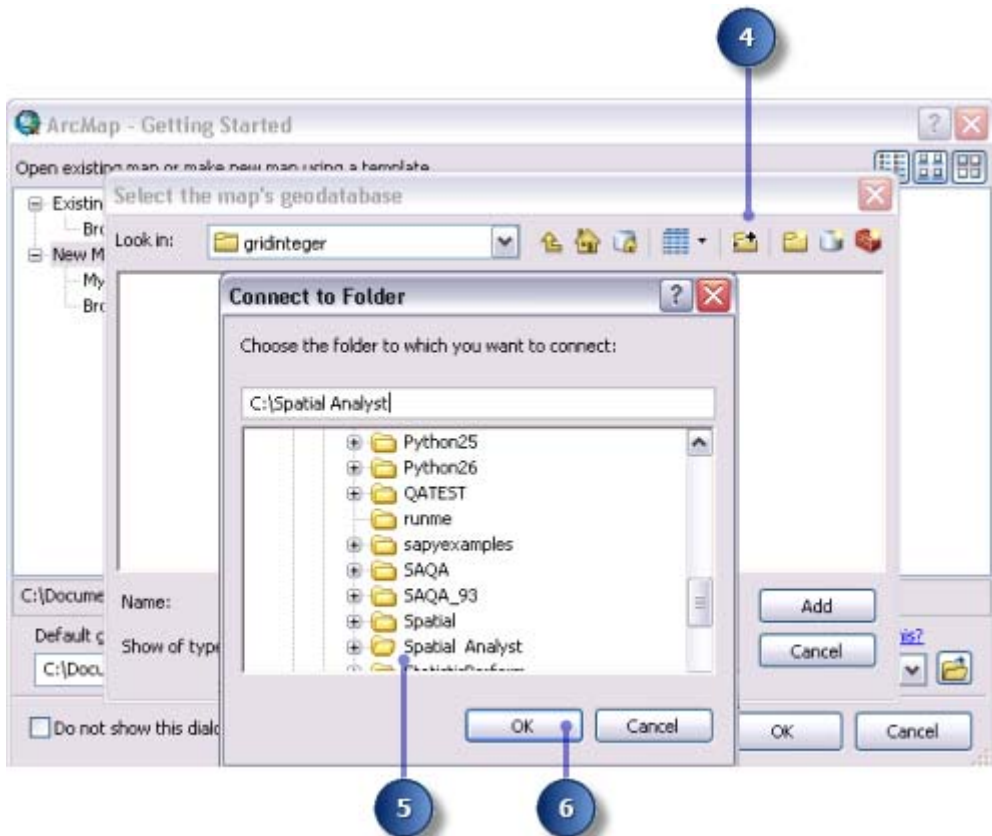 4
ArcMap - Getting Started
Open existing map or make new map using a template
Existin
Bro
New M
My
Bro
Select the map's geodatabase
Look in: gridinteger
Connect to Folder
Choose the folder to which you want to connect:
C:\Spatial Analyst
Python25
Python26
QATEST
runme
sapyexamples
SAQA
SAQA_93
Spatial
Spatial Analyst
OK
Cancel
Name:
Show of type
Add
Cancel
C:\Docume
Default g
his?
C:\Docu
Do not show this dialo
OK
Cancel
5
6